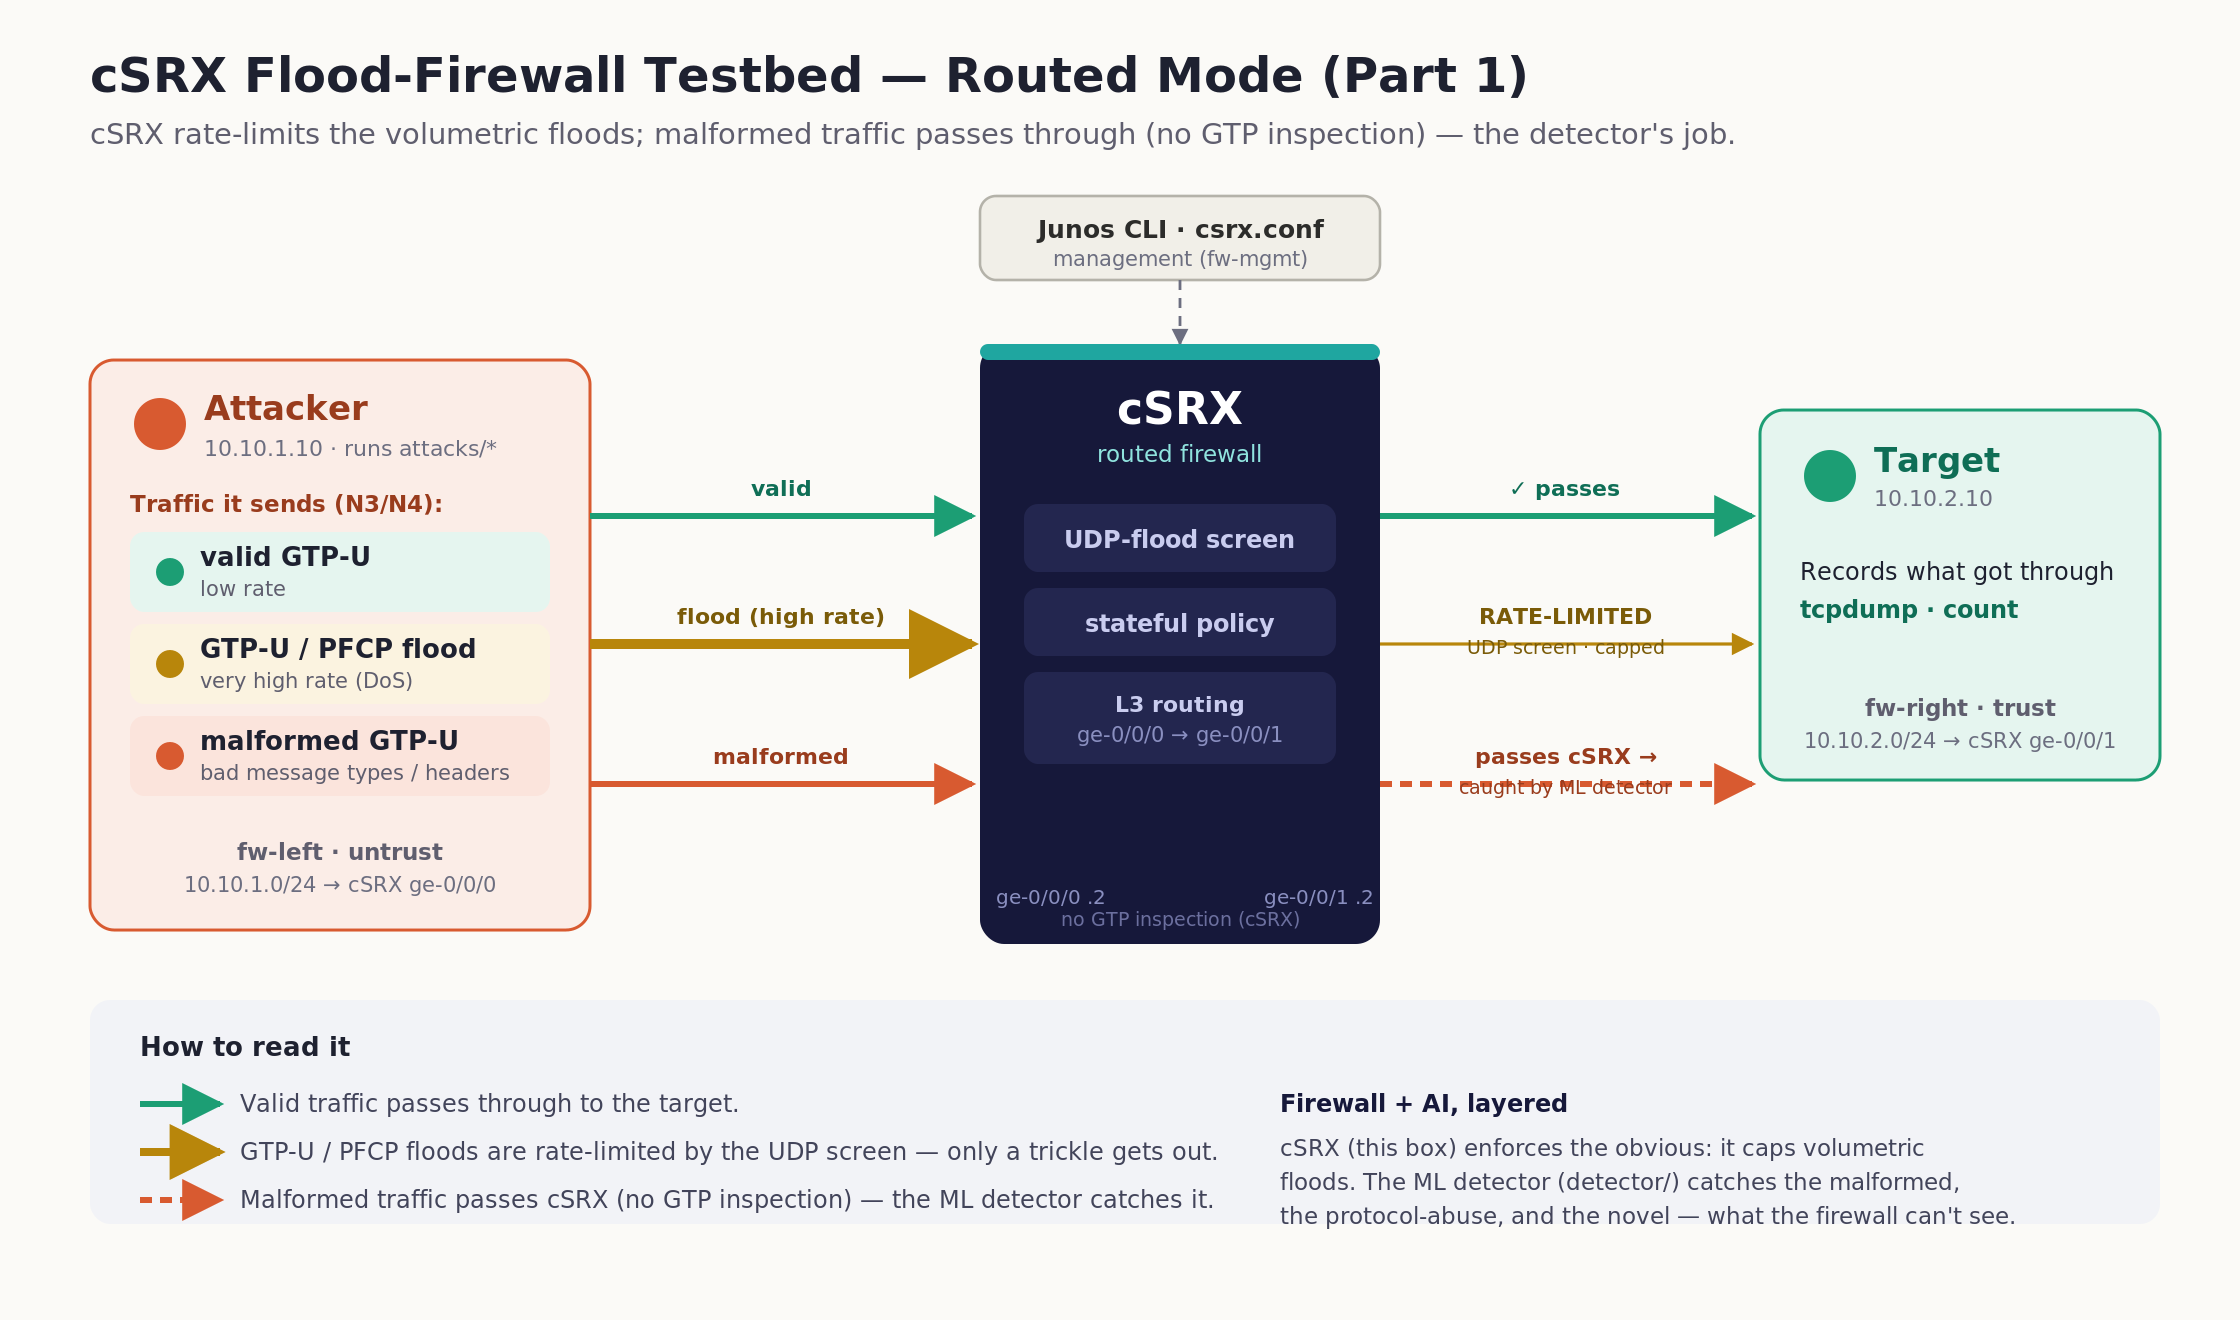 cSRX Flood-Firewall Testbed — Routed Mode (Part 1)
cSRX rate-limits the volumetric floods; malformed traffic passes through (no GTP inspection) — the detector's job.
Junos CLI · csrx.conf
management (fw-mgmt)
Attacker
10.10.1.10 · runs attacks/*
Traffic it sends (N3/N4):
valid GTP-U
low rate
GTP-U / PFCP flood
very high rate (DoS)
malformed GTP-U
bad message types / headers
fw-left · untrust
10.10.1.0/24 → cSRX ge-0/0/0
valid
flood (high rate)
malformed
cSRX
routed firewall
UDP-flood screen
stateful policy
L3 routing
ge-0/0/0 → ge-0/0/1
ge-0/0/0 .2
ge-0/0/1 .2
no GTP inspection (cSRX)
✓ passes
RATE-LIMITED
UDP screen · capped
passes cSRX →
caught by ML detector
Target
10.10.2.10
Records what got through
tcpdump · count
fw-right · trust
10.10.2.0/24 → cSRX ge-0/0/1
How to read it
Valid traffic passes through to the target.
GTP-U / PFCP floods are rate-limited by the UDP screen — only a trickle gets out.
Malformed traffic passes cSRX (no GTP inspection) — the ML detector catches it.
Firewall + AI, layered
cSRX (this box) enforces the obvious: it caps volumetric
floods. The ML detector (detector/) catches the malformed,
the protocol-abuse, and the novel — what the firewall can't see.